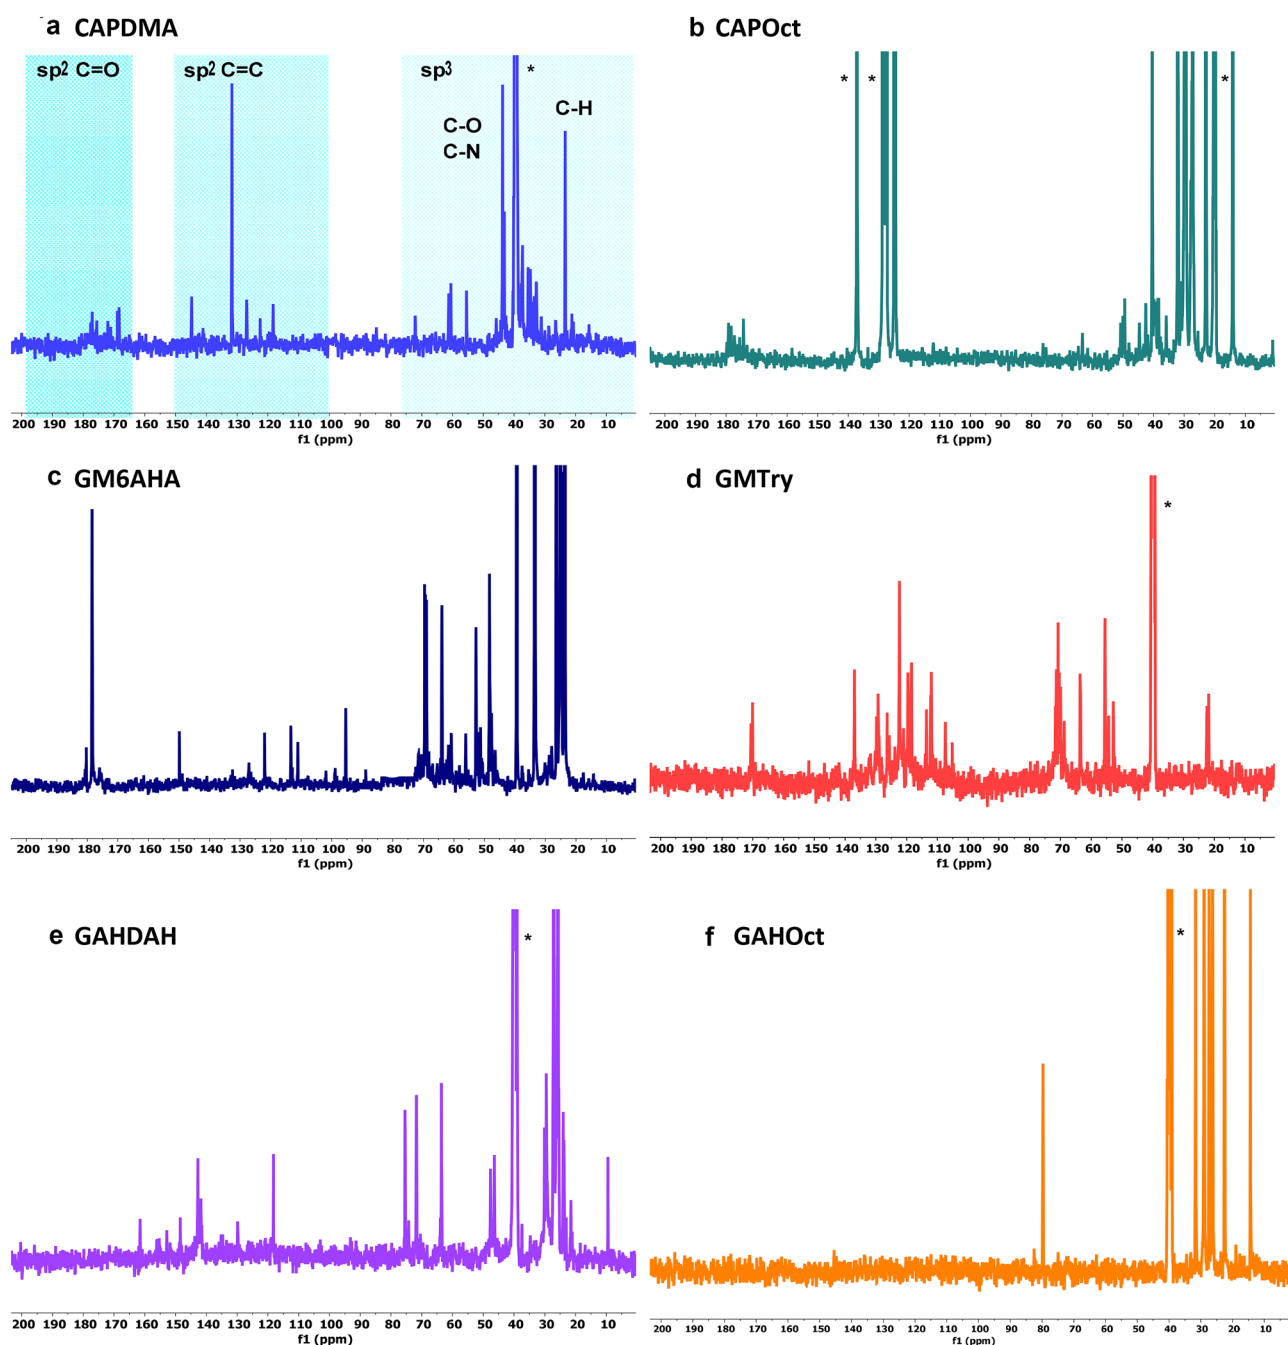 a CAPDMA
sp2 C=O
sp2 C=C
sp3
*
C-O
C-N
C-H
200 190 180 170 160 150 140 130 120 110 100 90 80 70 60 50 40 30 20 10
f1 (ppm)
b CAPOct
* * *
200 190 180 170 160 150 140 130 120 110 100 90 80 70 60 50 40 30 20 10
f1 (ppm)
c GM6AHA
200 190 180 170 160 150 140 130 120 110 100 90 80 70 60 50 40 30 20 10
f1 (ppm)
d GMTry
*
200 190 180 170 160 150 140 130 120 110 100 90 80 70 60 50 40 30 20 10
f1 (ppm)
e GAHDAH
*
200 190 180 170 160 150 140 130 120 110 100 90 80 70 60 50 40 30 20 10
f1 (ppm)
f GAHOct
*
200 190 180 170 160 150 140 130 120 110 100 90 80 70 60 50 40 30 20 10
f1 (ppm)